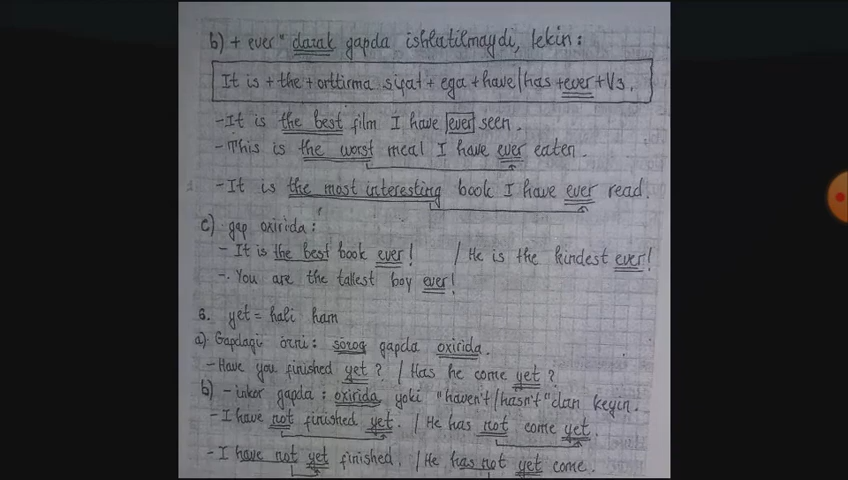 b) + ever" darak gapda ishlatilmaydi, lekin:
It is + the + orttirma sifat + ega + have/has + ever + V3.
- It is the best film I have ever seen.
- This is the worst meal I have ever eaten.
- It is the most interesting book I have ever read.
c) gap oxirida:
- It is the best book ever! / He is the kindest ever!
- You are the tallest boy ever!
6. yet = hali ham
a) Gapdagi o'rni: so'roq gapda oxirida.
- Have you finished yet? / Has he come yet?
b) - inkor gapda: oxirida yoki "haven't/hasn't" dan keyin.
- I have not finished yet. / He has not come yet.
- I have not yet finished. / He has not yet come.